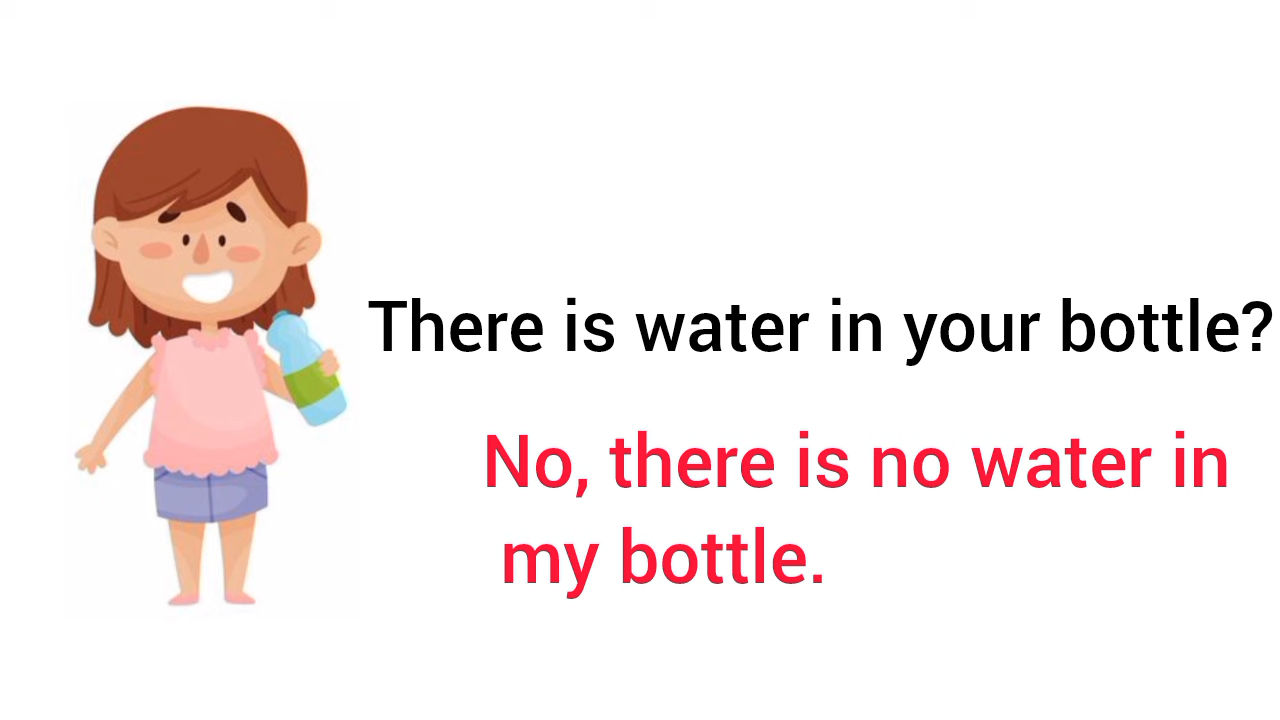 There is water in your bottle?
No, there is no water in
my bottle.